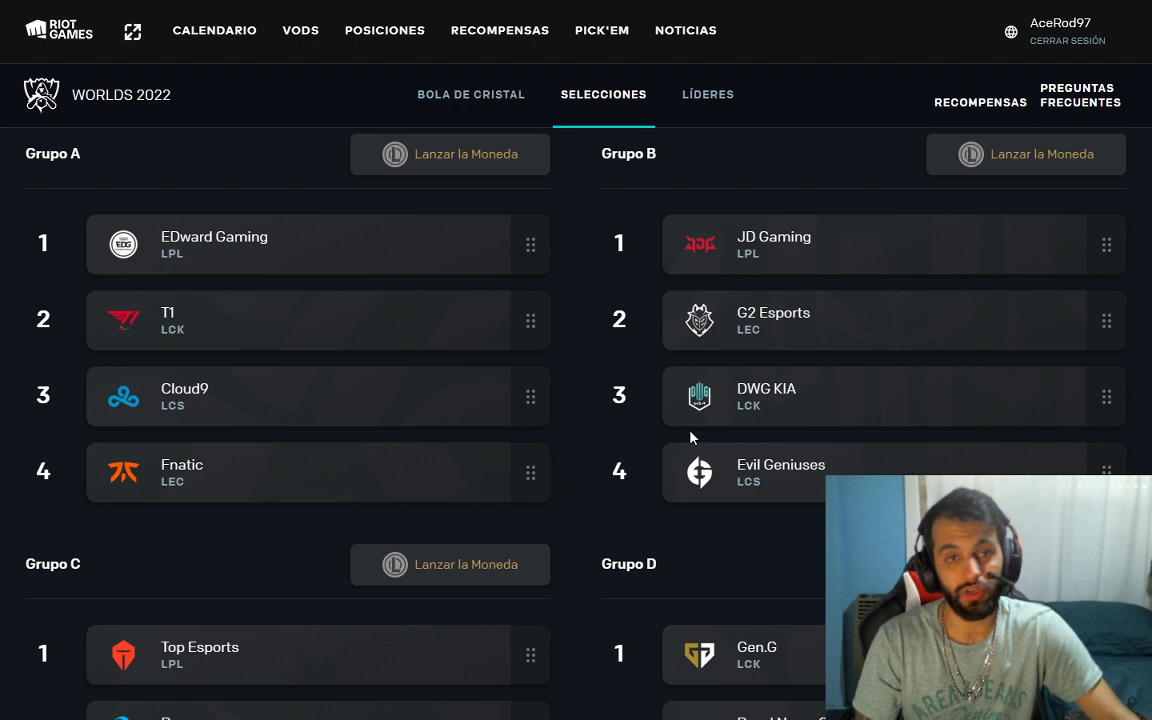 RIOT GAMES
CALENDARIO VODS POSICIONES RECOMPENSAS PICK'EM NOTICIAS
AceRod97
CERRAR SESIÓN
WORLDS 2022
BOLA DE CRISTAL SELECCIONES LÍDERES
RECOMPENSAS
PREGUNTAS FRECUENTES
Grupo A
Lanzar la Moneda
1
EDG
EDward Gaming
LPL
2
T1
LCK
3
Cloud9
LCS
4
Fnatic
LEC
Grupo B
Lanzar la Moneda
1
JDG
JD Gaming
LPL
2
G2 Esports
LEC
3
DWG KIA
LCK
4
Evil Geniuses
LCS
Grupo C
Lanzar la Moneda
1
Top Esports
LPL
Grupo D
1
Gen.G
LCK